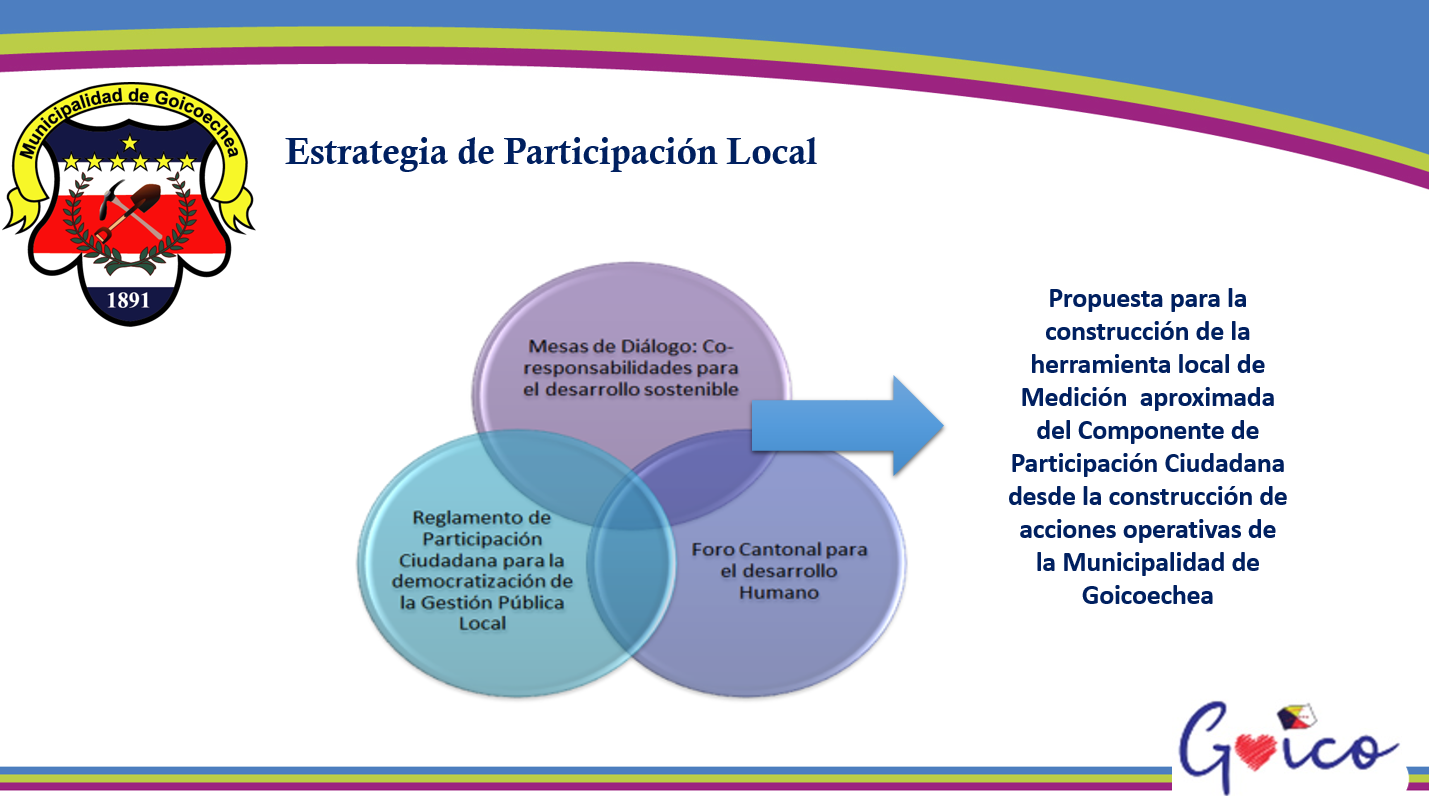 Municipalidad de Goicoechea
1891
Estrategia de Participación Local
Mesas de Diálogo: Co-
responsabilidades para
el desarrollo sostenible
Reglamento de
Participación
Ciudadana para la
democratización de
la Gestión Pública
Local
Foro Cantonal para
el desarrollo
Humano
Propuesta para la
construcción de la
herramienta local de
Medición  aproximada
del Componente de
Participación Ciudadana
desde la construcción de
acciones operativas de
la Municipalidad de
Goicoechea
Goico